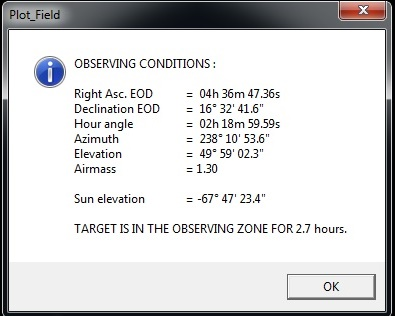 Plot_Field
OBSERVING CONDITIONS :
Right Asc. EOD = 04h 36m 47.36s
Declination EOD = 16° 32' 41.6"
Hour angle = 02h 18m 59.59s
Azimuth = 238° 10' 53.6"
Elevation = 49° 59' 02.3"
Airmass = 1.30
Sun elevation = -67° 47' 23.4"
TARGET IS IN THE OBSERVING ZONE FOR 2.7 hours.
OK